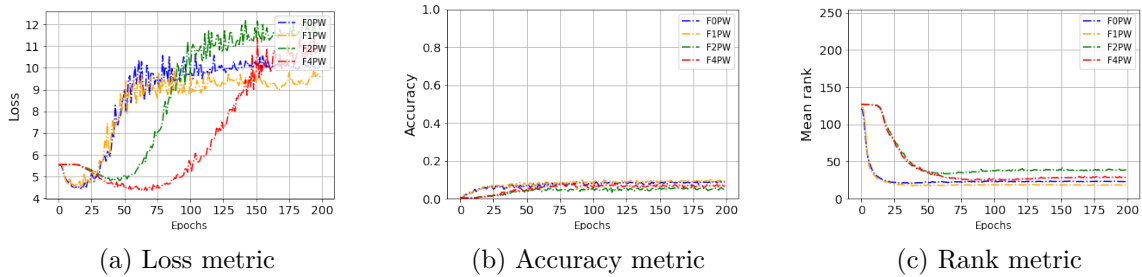 12
11
10
9
8
7
6
5
4
Loss
0 25 50 75 100 125 150 175 200
Epochs
F0PW
F1PW
F2PW
F4PW
(a) Loss metric
1.0
0.8
0.6
0.4
0.2
0.0
Accuracy
0 25 50 75 100 125 150 175 200
Epochs
F0PW
F1PW
F2PW
F4PW
(b) Accuracy metric
250
200
150
100
50
0
Mean rank
0 25 50 75 100 125 150 175 200
Epochs
F0PW
F1PW
F2PW
F4PW
(c) Rank metric